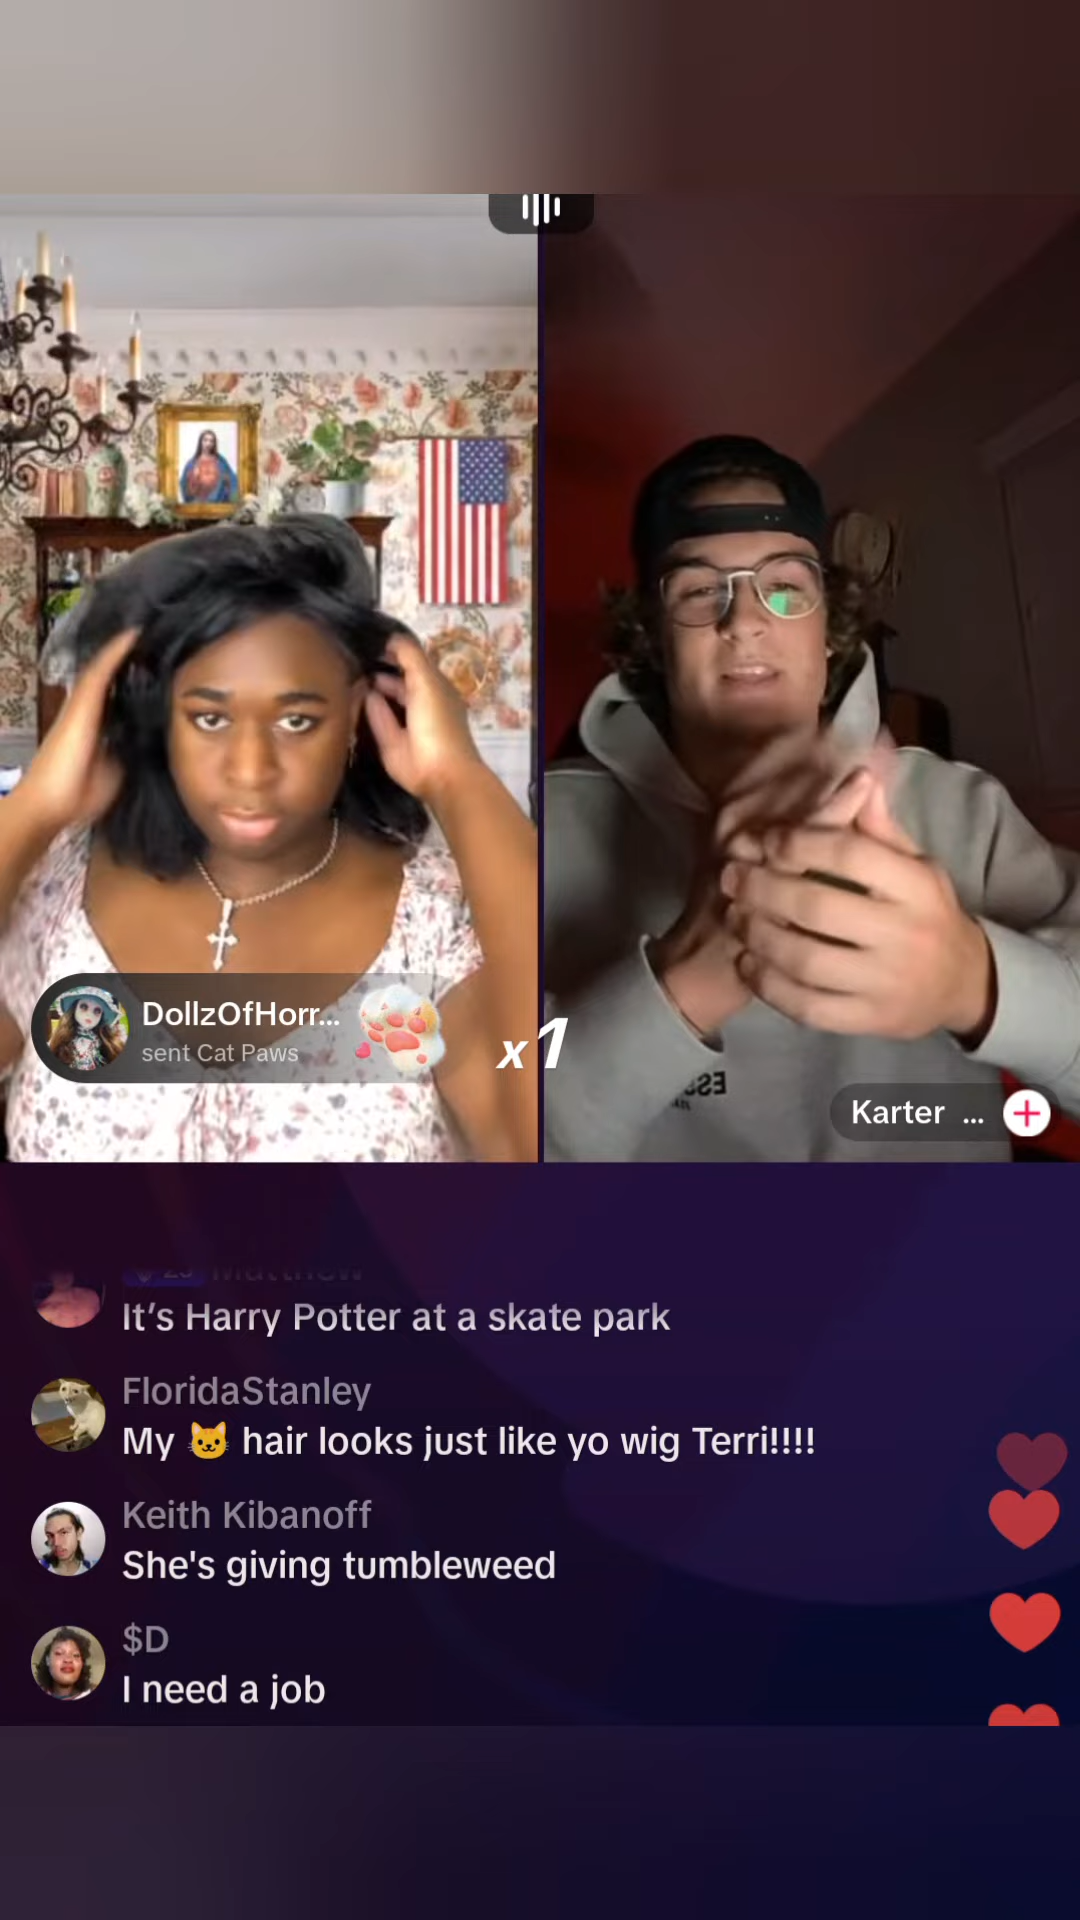 DollzOfHorr...
sent Cat Paws
x1
Karter ...
Matthew
It's Harry Potter at a skate park
FloridaStanley
My 🐱 hair looks just like yo wig Terri!!!!
Keith Kibanoff
She's giving tumbleweed
$D
I need a job